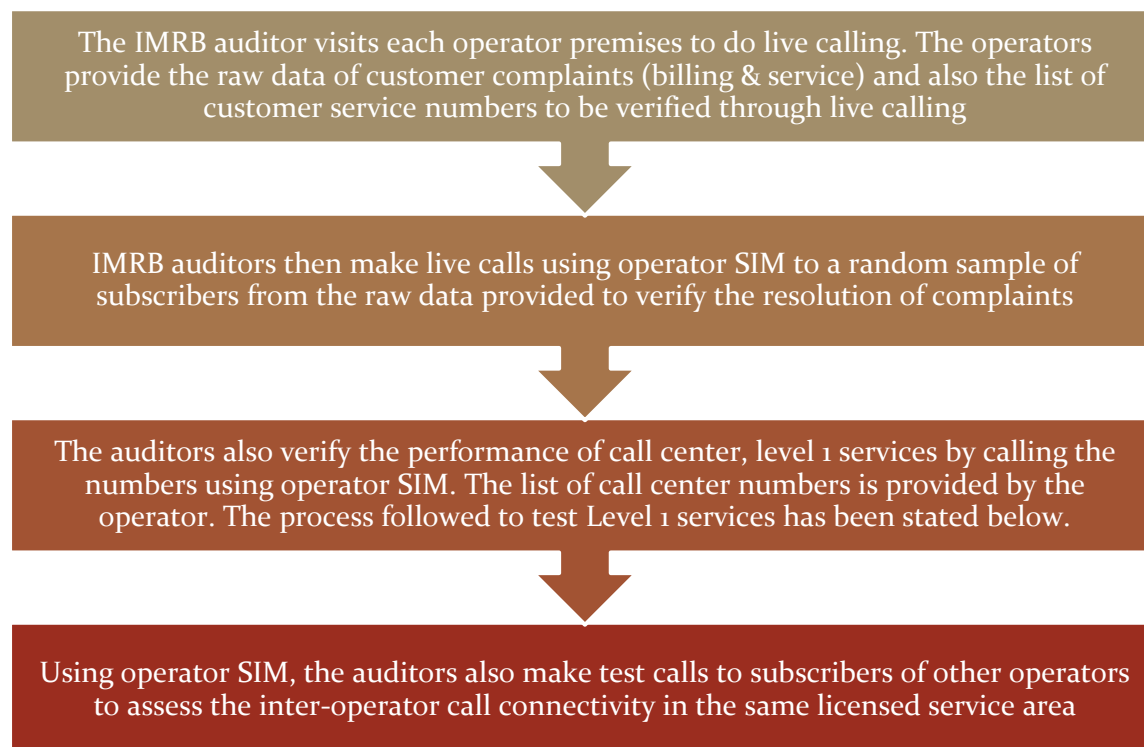 The IMRB auditor visits each operator premises to do live calling. The operators
provide the raw data of customer complaints (billing & service) and also the list of
customer service numbers to be verified through live calling
IMRB auditors then make live calls using operator SIM to a random sample of
subscribers from the raw data provided to verify the resolution of complaints
The auditors also verify the performance of call center, level 1 services by calling the
numbers using operator SIM. The list of call center numbers is provided by the
operator. The process followed to test Level 1 services has been stated below.
Using operator SIM, the auditors also make test calls to subscribers of other operators
to assess the inter-operator call connectivity in the same licensed service area